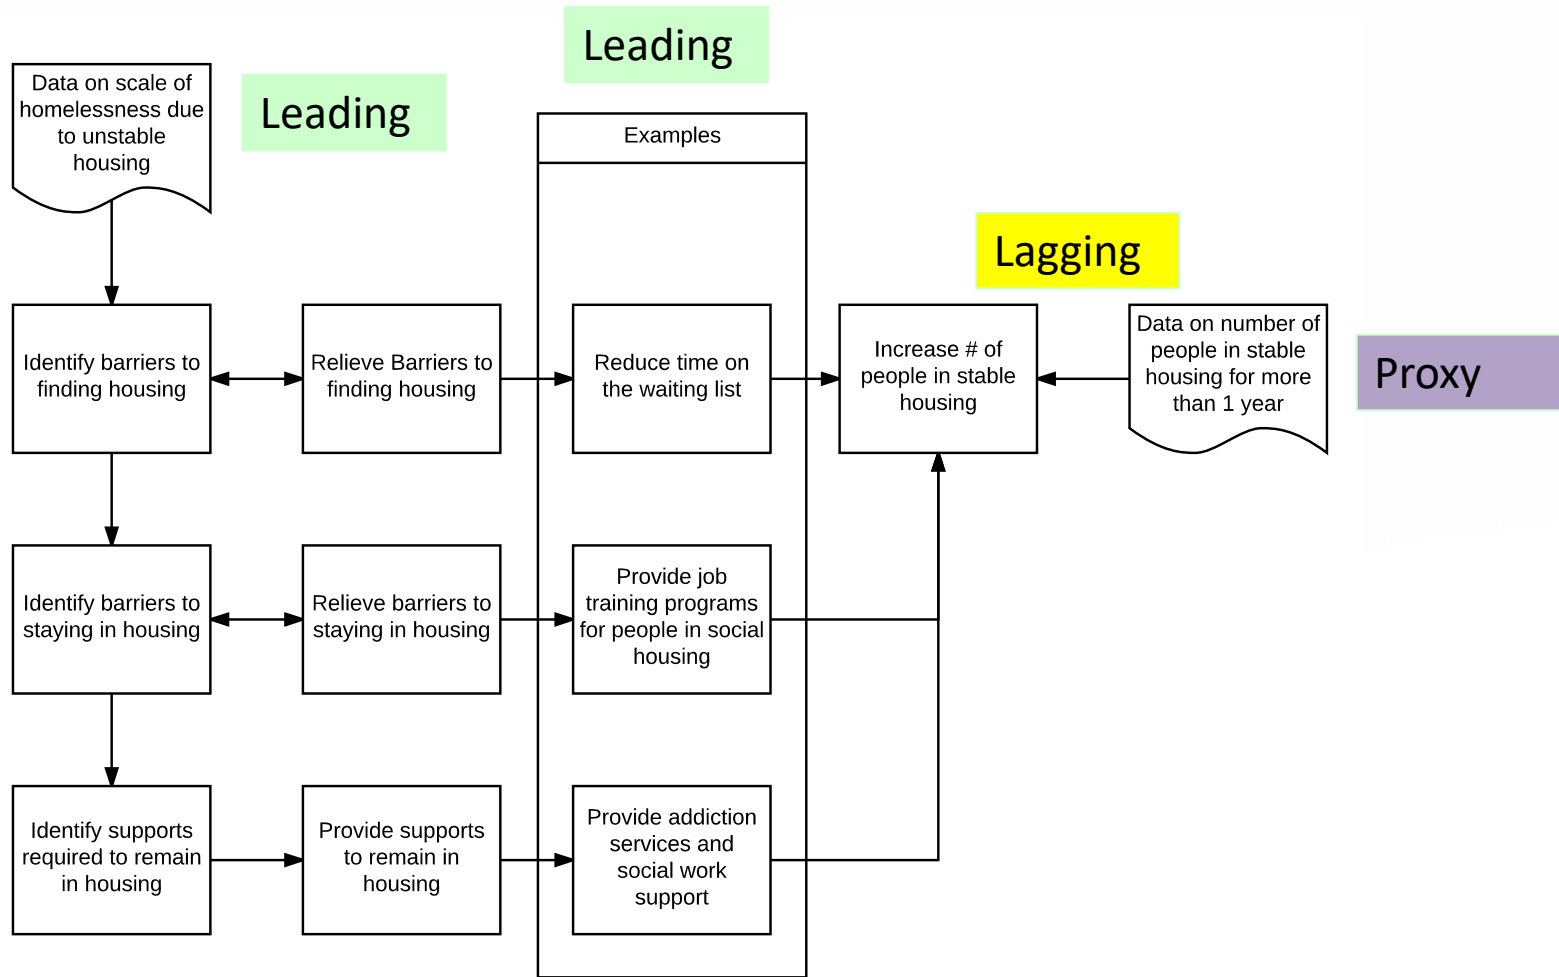 Leading
Data on scale of
homelessness due
to unstable
housing
Leading
Examples
Lagging
Identify barriers to
finding housing
Relieve Barriers to
finding housing
Reduce time on
the waiting list
Increase # of
people in stable
housing
Data on number of
people in stable
housing for more
than 1 year
Proxy
Identify barriers to
staying in housing
Relieve barriers to
staying in housing
Provide job
training programs
for people in social
housing
Identify supports
required to remain
in housing
Provide supports
to remain in
housing
Provide addiction
services and
social work
support